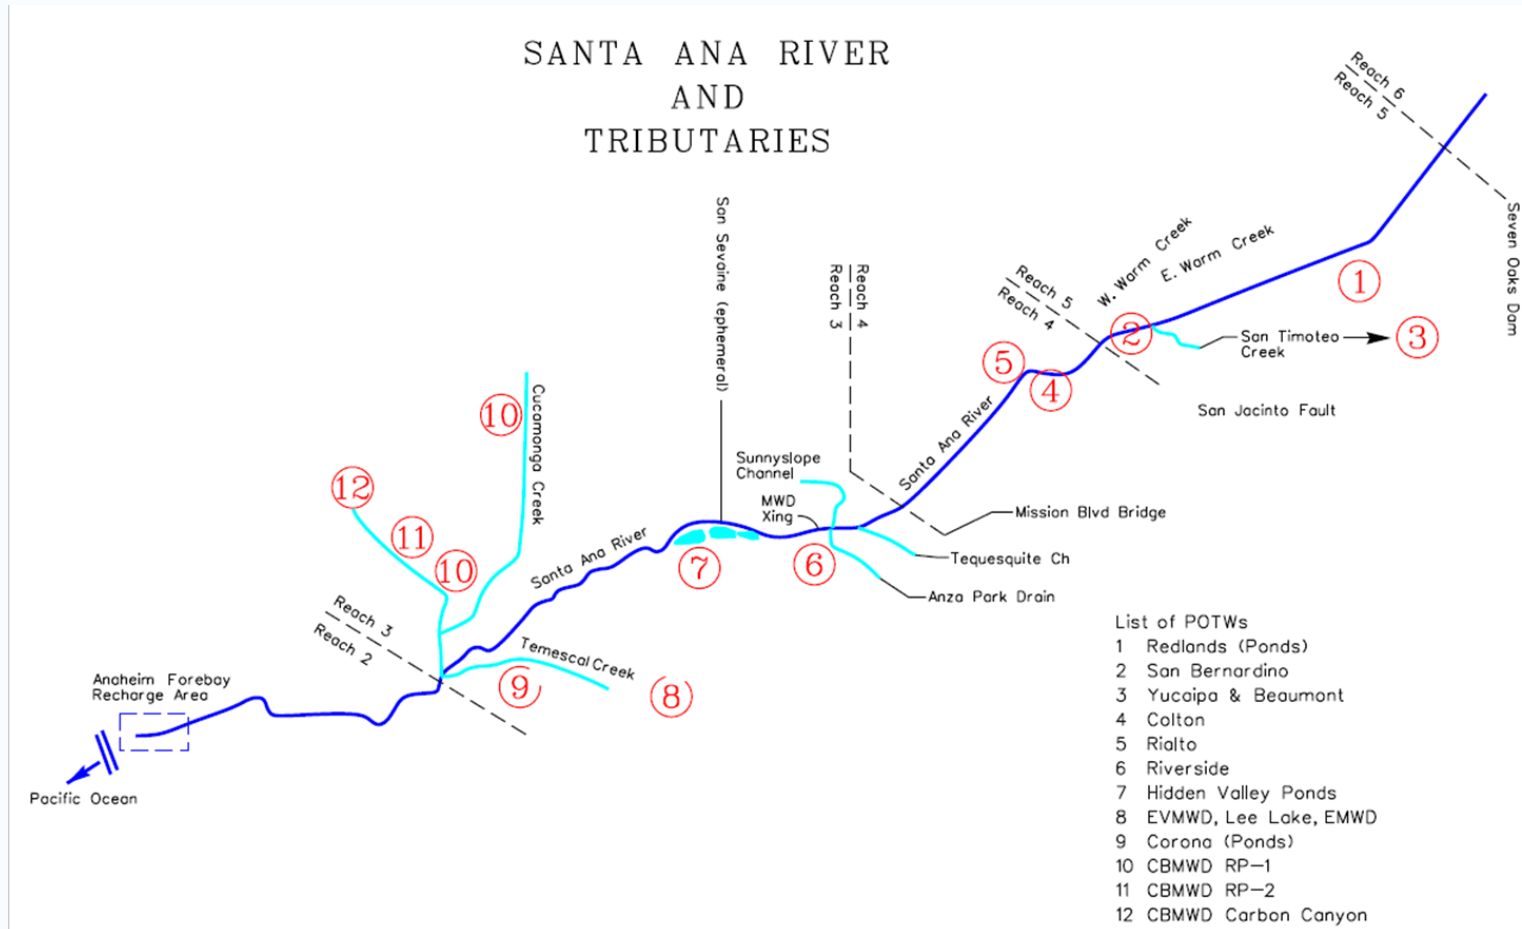 SANTA ANA RIVER
AND
TRIBUTARIES
Reach 6
Reach 5
Seven Oaks Dam
W. Warm Creek
E. Warm Creek
1
Reach 5
Reach 4
2
San Timoteo
Creek
3
San Jacinto Fault
5
4
Santa Ana River
Reach 4
Reach 3
San Sevaine (ephemeral)
Sunnyslope
Channel
MWD
Xing
Mission Blvd Bridge
Tequesquite Ch
Anza Park Drain
6
7
Santa Ana River
10
Cucamonga Creek
12
11
10
Reach 3
Reach 2
Temescal Creek
9
8
Anaheim Forebay
Recharge Area
Pacific Ocean
List of POTWs
1 Redlands (Ponds)
2 San Bernardino
3 Yucaipa & Beaumont
4 Colton
5 Rialto
6 Riverside
7 Hidden Valley Ponds
8 EVMWD, Lee Lake, EMWD
9 Corona (Ponds)
10 CBMWD RP-1
11 CBMWD RP-2
12 CBMWD Carbon Canyon